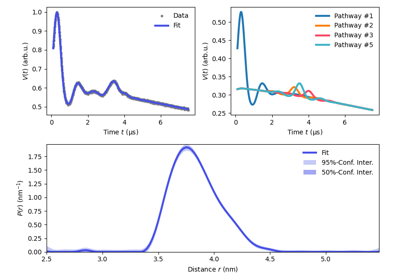 1.0
0.9
0.8
0.7
0.6
0.5
0 2 4 6
V(t) (arb.u.)
Time t (μs)
Data
Fit
0.50
0.45
0.40
0.35
0.30
0.25
0 2 4 6
V(t) (arb.u.)
Time t (μs)
Pathway #1
Pathway #2
Pathway #3
Pathway #5
1.75
1.50
1.25
1.00
0.75
0.50
0.25
0.00
2.5 3.0 3.5 4.0 4.5 5.0
P(r) (nm⁻¹)
Distance r (nm)
Fit
95%-Conf. Inter.
50%-Conf. Inter.